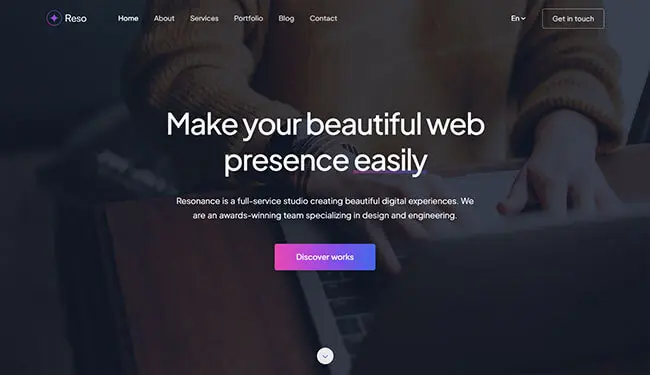 Reso
Home About Services Portfolio Blog Contact
En
Get in touch
Make your beautiful web
presence easily
Resonance is a full-service studio creating beautiful digital experiences. We
are an awards-winning team specializing in design and engineering.
Discover works